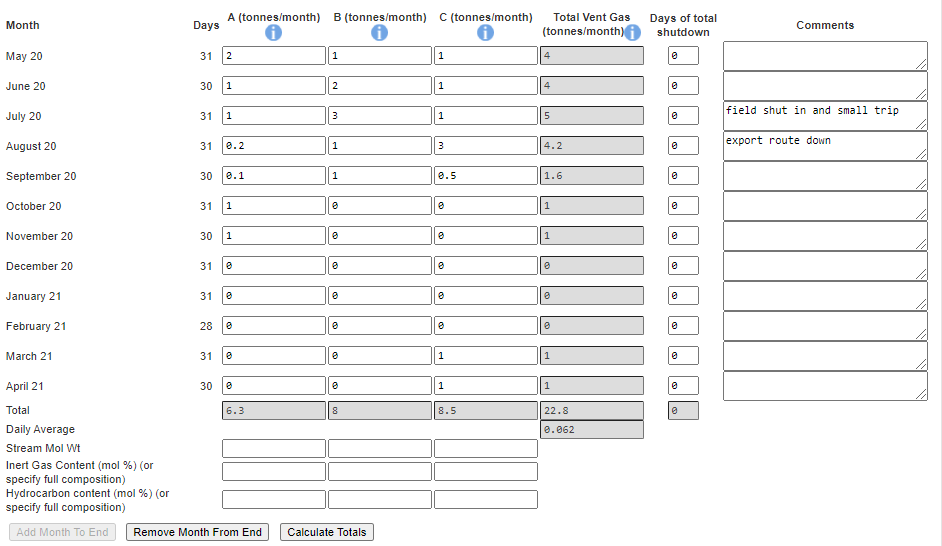 Month Days A (tonnes/month) B (tonnes/month) C (tonnes/month) Total Vent Gas (tonnes/month) Days of total shutdown Comments
May 20 31 2 1 1 4 0
June 20 30 1 2 1 4 0
July 20 31 1 3 1 5 0 field shut in and small trip
August 20 31 0.2 1 3 4.2 0 export route down
September 20 30 0.1 1 0.5 1.6 0
October 20 31 1 0 0 1 0
November 20 30 1 0 0 1 0
December 20 31 0 0 0 0 0
January 21 31 0 0 0 0 0
February 21 28 0 0 0 0 0
March 21 31 0 0 1 1 0
April 21 30 0 0 1 1 0
Total 6.3 8 8.5 22.8 0
Daily Average 0.062
Stream Mol Wt
Inert Gas Content (mol %) (or
specify full composition)
Hydrocarbon content (mol %) (or
specify full composition)
Add Month To End Remove Month From End Calculate Totals